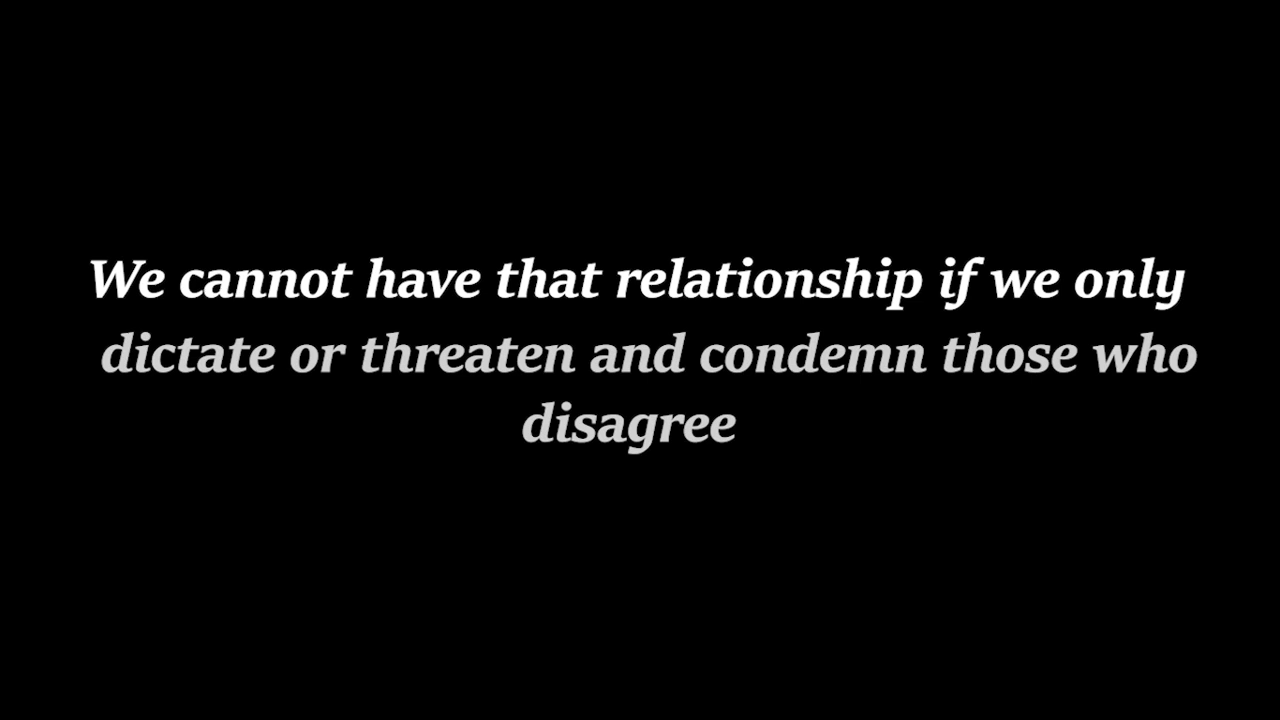 We cannot have that relationship if we only
dictate or threaten and condemn those who
disagree